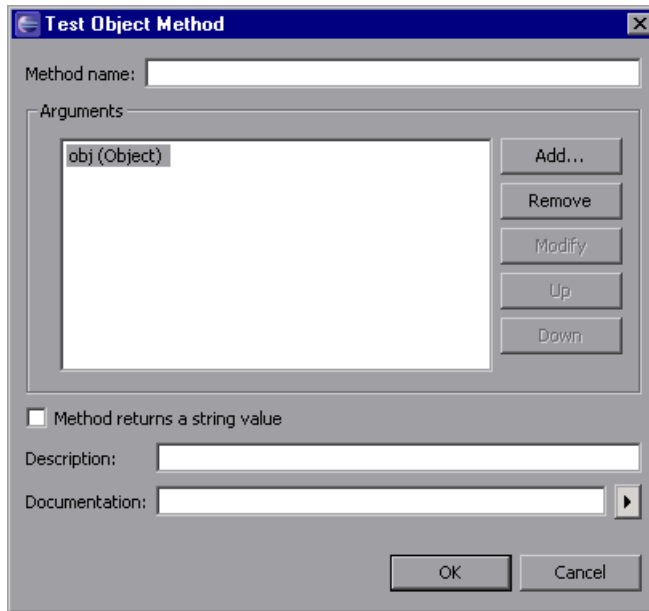 Test Object Method
Method name:
Arguments
obj (Object)
Add...
Remove
Modify
Up
Down
Method returns a string value
Description:
Documentation:
OK
Cancel